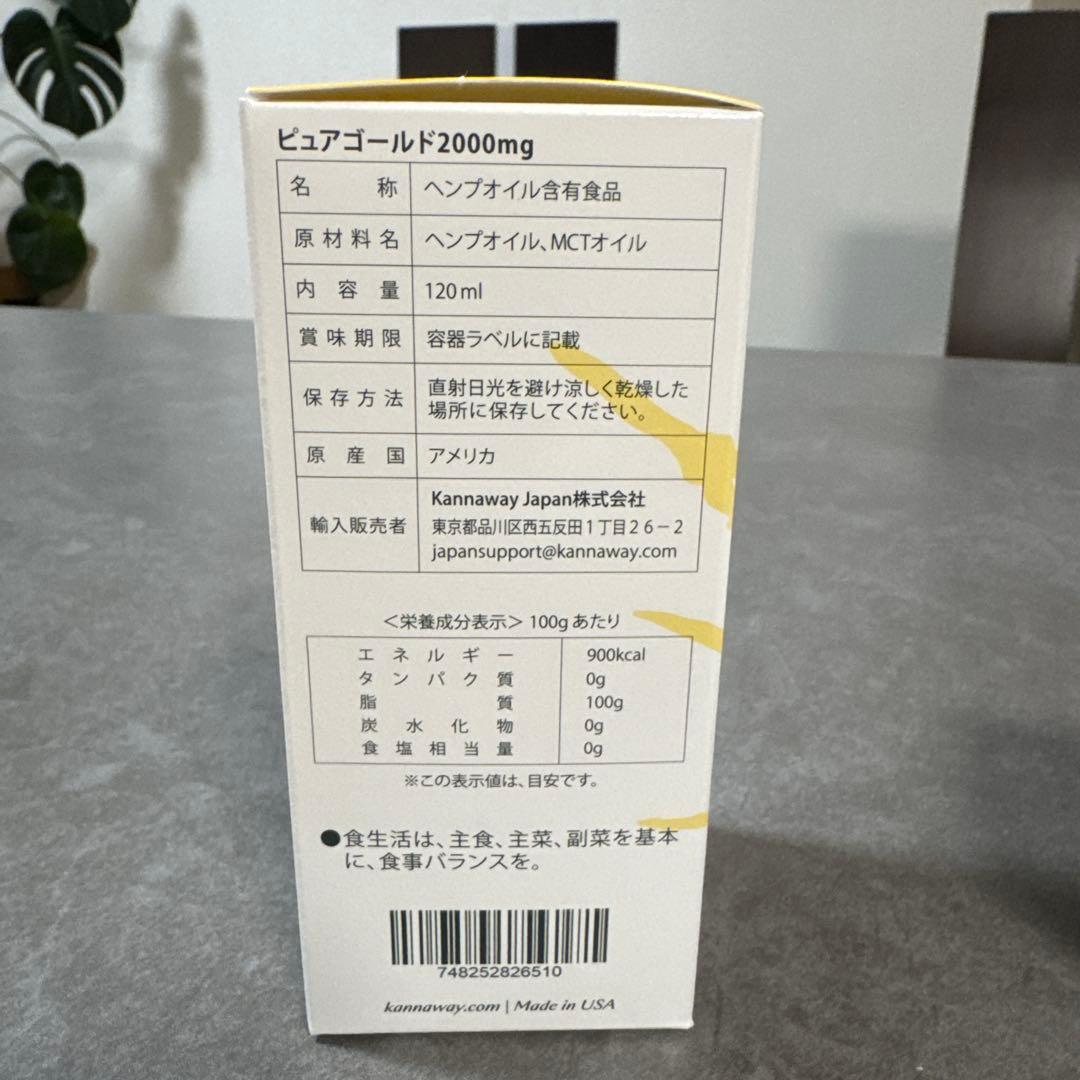 ピュアゴールド2000mg
名称 ヘンプオイル含有食品
原材料名 ヘンプオイル、MCTオイル
内容量 120ml
賞味期限 容器ラベルに記載
保存方法 直射日光を避け涼しく乾燥した
場所に保存してください。
原産国 アメリカ
輸入販売者 Kannaway Japan株式会社
東京都品川区西五反田1丁目26-2
japansupport@kannaway.com
<栄養成分表示> 100gあたり
エネルギー 900kcal
タンパク質 0g
脂質 100g
炭水化物 0g
食塩相当量 0g
※この表示値は、目安です。
●食生活は、主食、主菜、副菜を基本
に、食事バランスを。
748252826510
kannaway.com | Made in USA